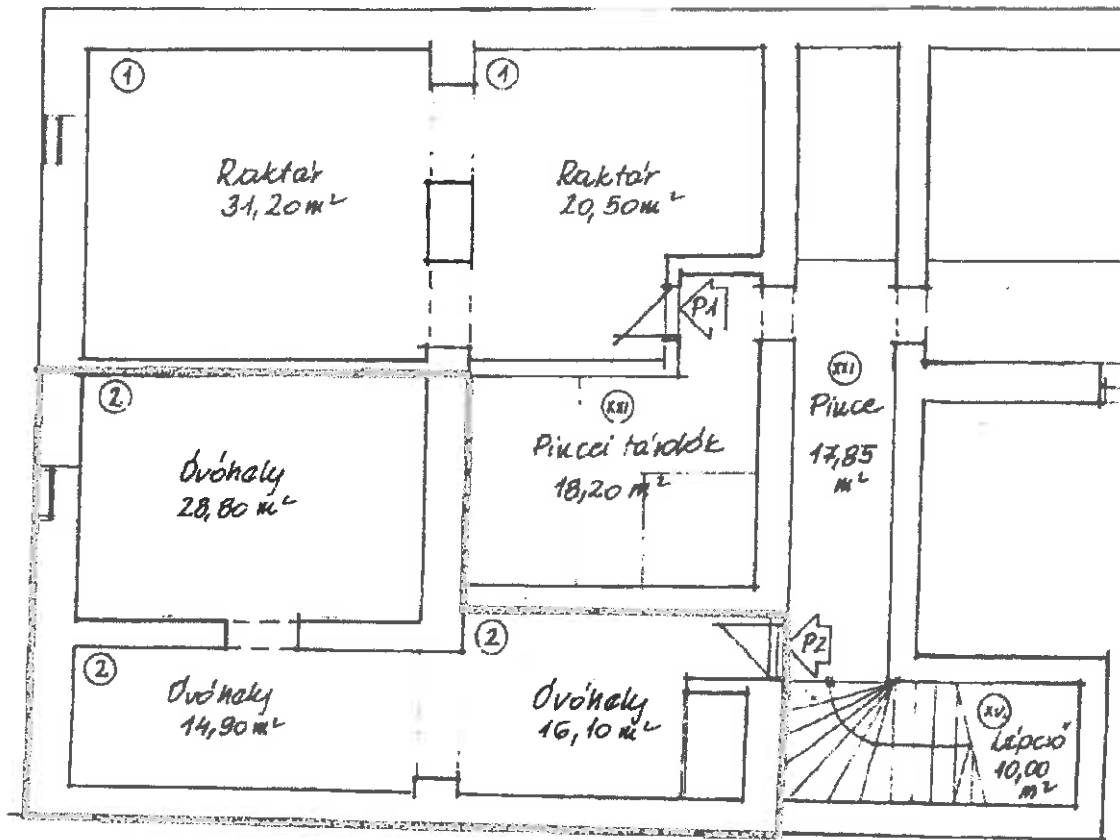 1
Raktár
31,20 m²
1
Raktár
20,50 m²
P1
2
Óvóhely
28,80 m²
XXI
Pincei tárolók
18,20 m²
XXII
Pince
17,85
m²
2
Óvóhely
14,90 m²
2
Óvóhely
16,10 m²
P2
XV.
Lépcső
10,00
m²